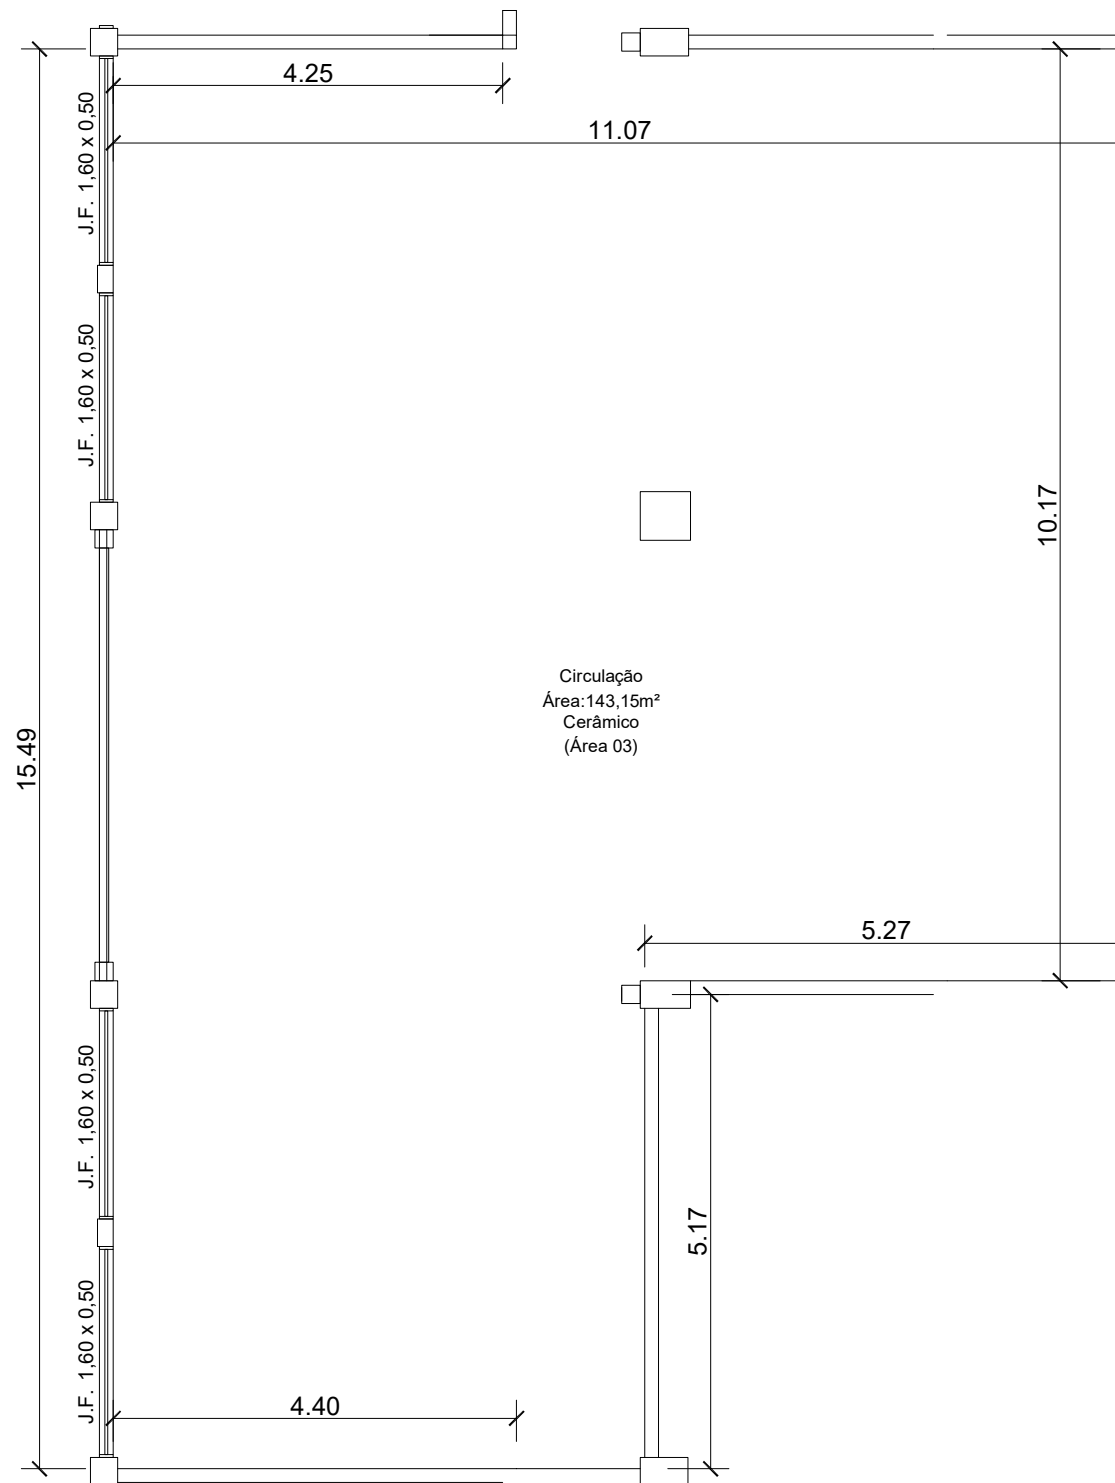 4.25
11.07
J.F. 1,60 x 0,50
J.F. 1,60 x 0,50
10.17
Circulação
Área:143,15m²
Cerâmico
(Área 03)
15.49
5.27
J.F. 1,60 x 0,50
5.17
J.F. 1,60 x 0,50
4.40